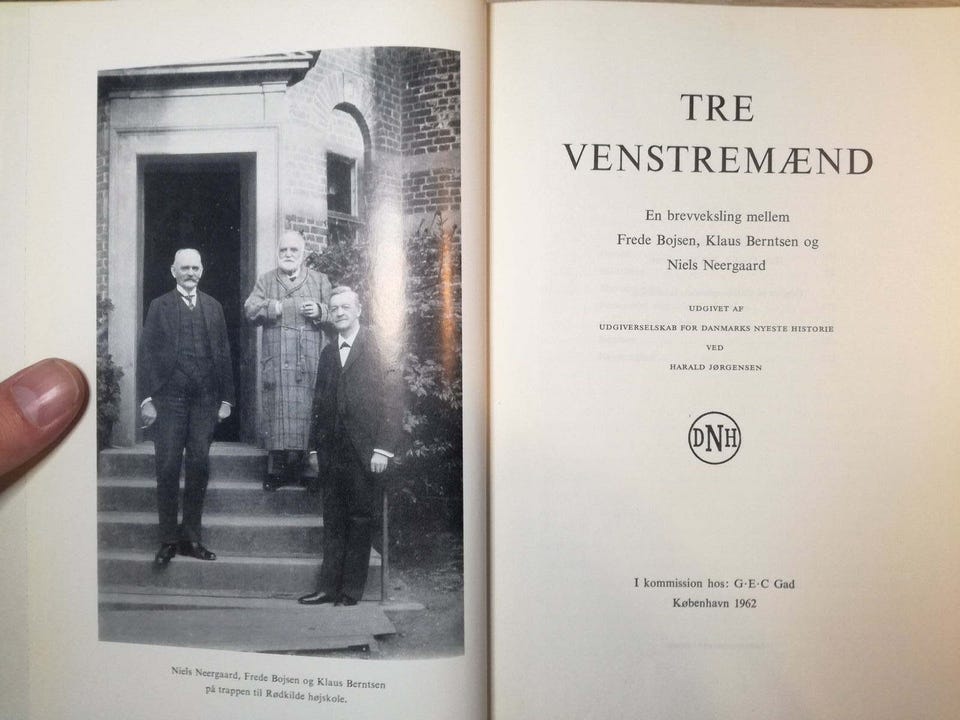 Niels Neergaard, Frede Bojsen og Klaus Berntsen
på trappen til Rødkilde højskole.
TRE
VENSTREMÆND
En brevveksling mellem
Frede Bojsen, Klaus Berntsen og
Niels Neergaard
UDGIVET AF
UDGIVERSELSKAB FOR DANMARKS NYESTE HISTORIE
VED
HARALD JØRGENSEN
DNH
I kommission hos: G·E·C Gad
København 1962